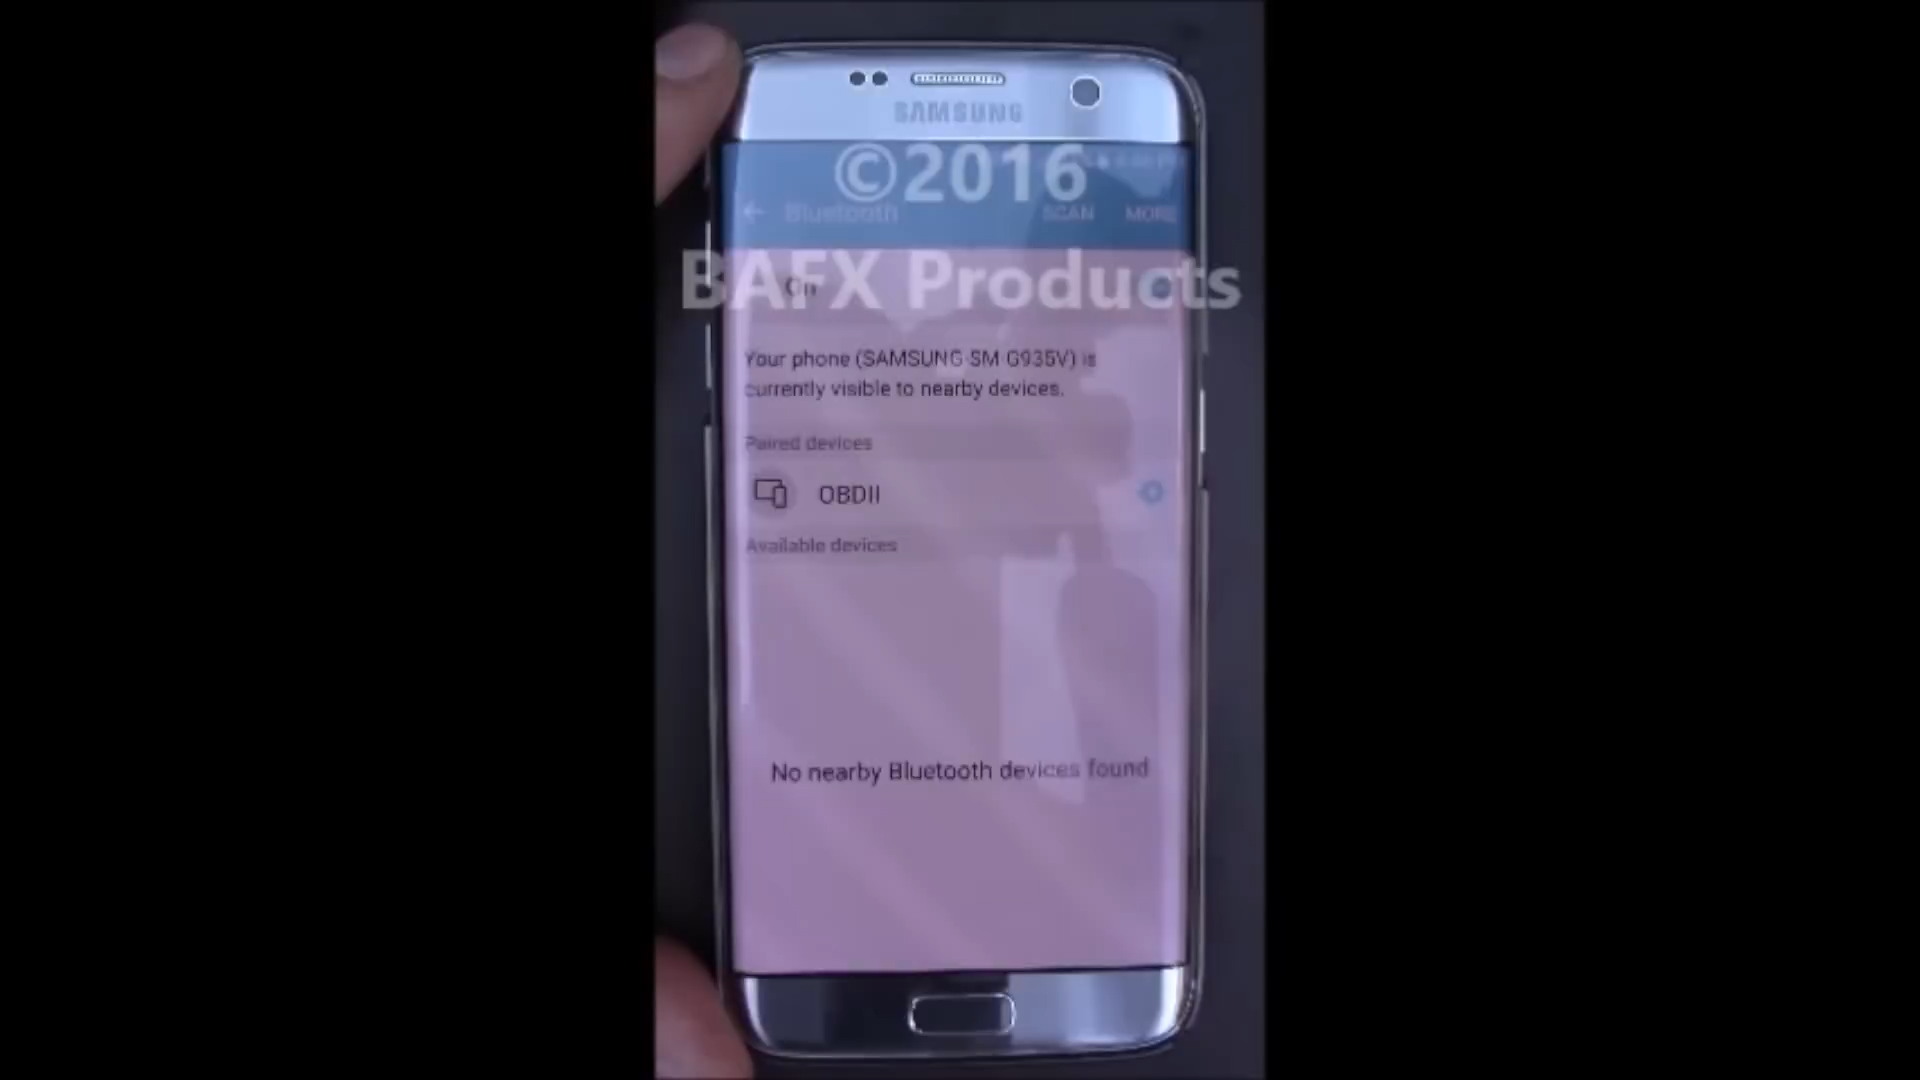 SAMSUNG
©2016
Bluetooth SCAN MORE
BAFX Products
On
Your phone (SAMSUNG-SM-G935V) is
currently visible to nearby devices.
Paired devices
OBDII
Available devices
No nearby Bluetooth devices found